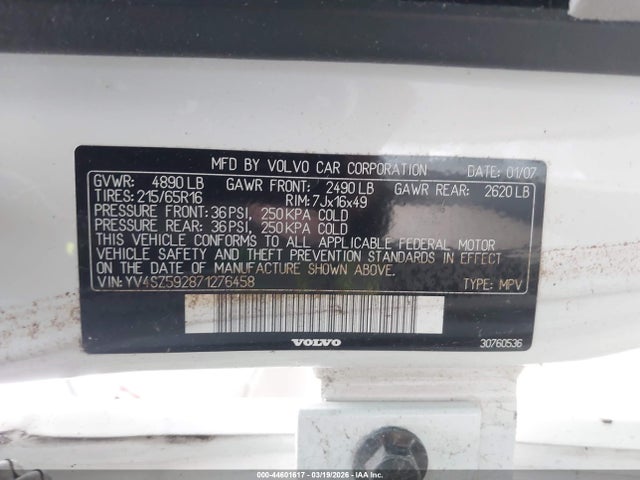 MFD BY VOLVO CAR CORPORATION DATE: 01/07
GVWR: 4890 LB GAWR FRONT: 2490 LB GAWR REAR: 2620 LB
TIRES: 215/65R16 RIM: 7Jx16x49
PRESSURE FRONT: 36 PSI, 250 KPA COLD
PRESSURE REAR: 36 PSI, 250 KPA COLD
THIS VEHICLE CONFORMS TO ALL APPLICABLE FEDERAL MOTOR
VEHICLE SAFETY AND THEFT PREVENTION STANDARDS IN EFFECT
ON THE DATE OF MANUFACTURE SHOWN ABOVE.
VIN: YV4SZ592871276458 TYPE: MPV
VOLVO 30760536
000-44601617 - 03/19/2026 - IAA Inc.